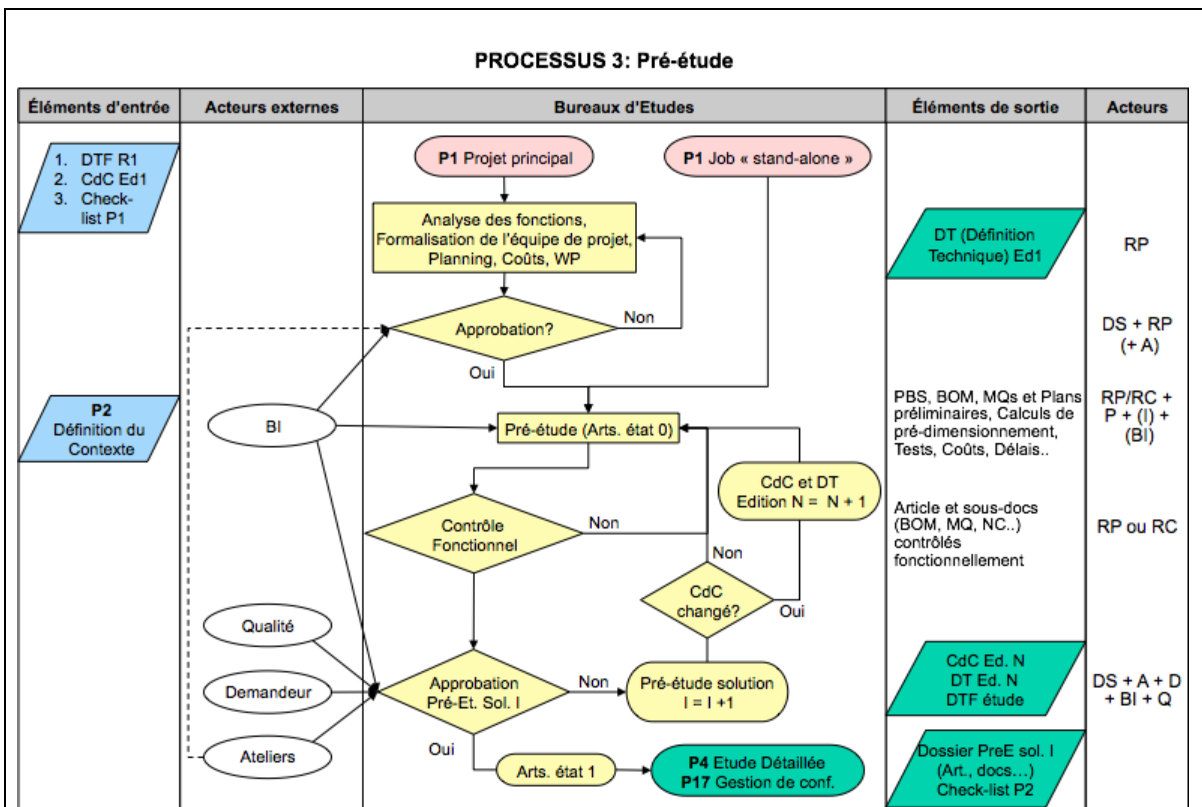 PROCESSUS 3: Pré-étude
Éléments d'entrée
Acteurs externes
Bureaux d'Etudes
Éléments de sortie
Acteurs
1. DTF R1
2. CdC Ed1
3. Check-
list P1
P1 Projet principal
P1 Job « stand-alone »
Analyse des fonctions,
Formalisation de l'équipe de projet,
Planning, Coûts, WP
DT (Définition
Technique) Ed1
RP
Approbation?
Non
Oui
DS + RP
(+ A)
P2
Définition du
Contexte
BI
Pré-étude (Arts. état 0)
PBS, BOM, MQs et Plans
préliminaires, Calculs de
pré-dimensionnement,
Tests, Coûts, Délais..
RP/RC +
P + (I) +
(BI)
CdC et DT
Edition N = N + 1
Contrôle
Fonctionnel
Non
Article et sous-docs
(BOM, MQ, NC..)
contrôlés
fonctionnellement
RP ou RC
Non
CdC
changé?
Oui
Qualité
Demandeur
Ateliers
Approbation
Pré-Et. Sol. I
Non
Oui
Pré-étude solution
I = I +1
CdC Ed. N
DT Ed. N
DTF étude
DS + A + D
+ BI + Q
Arts. état 1
P4 Etude Détaillée
P17 Gestion de conf.
Dossier PreE sol. I
(Art., docs...)
Check-list P2